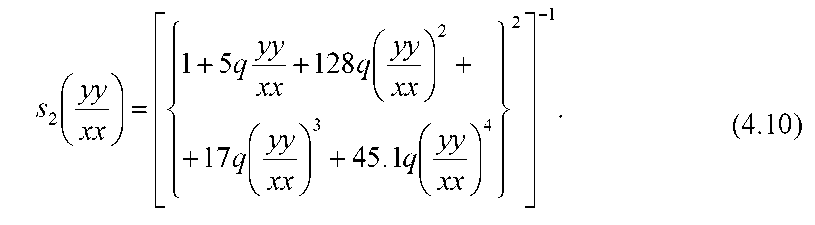 s₂(yy/xx) = [{1 + 5q yy/xx + 128q(yy/xx)² +
+ 17q(yy/xx)³ + 45.1q(yy/xx)⁴}²]⁻¹. (4.10)